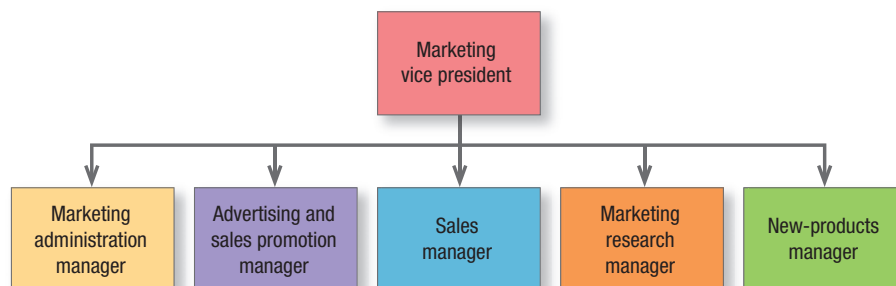 Marketing
vice president
Marketing
administration
manager
Advertising and
sales promotion
manager
Sales
manager
Marketing
research
manager
New-products
manager